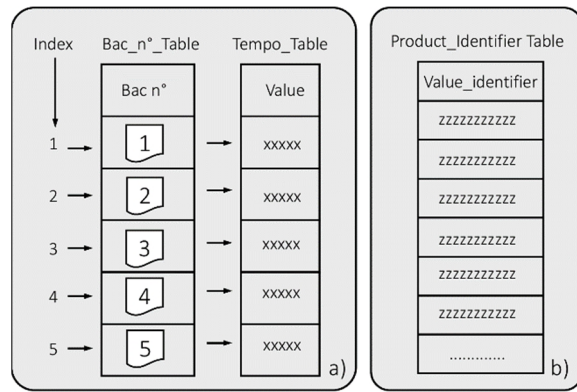 Index Bac_n°_Table Tempo_Table
Bac n° Value
1 1 xxxxx
2 2 xxxxx
3 3 xxxxx
4 4 xxxxx
5 5 xxxxx
a)
Product_Identifier Table
Value_identifier
zzzzzzzzzzz
zzzzzzzzzzz
zzzzzzzzzzz
zzzzzzzzzzz
zzzzzzzzzzz
zzzzzzzzzzz
.............
b)